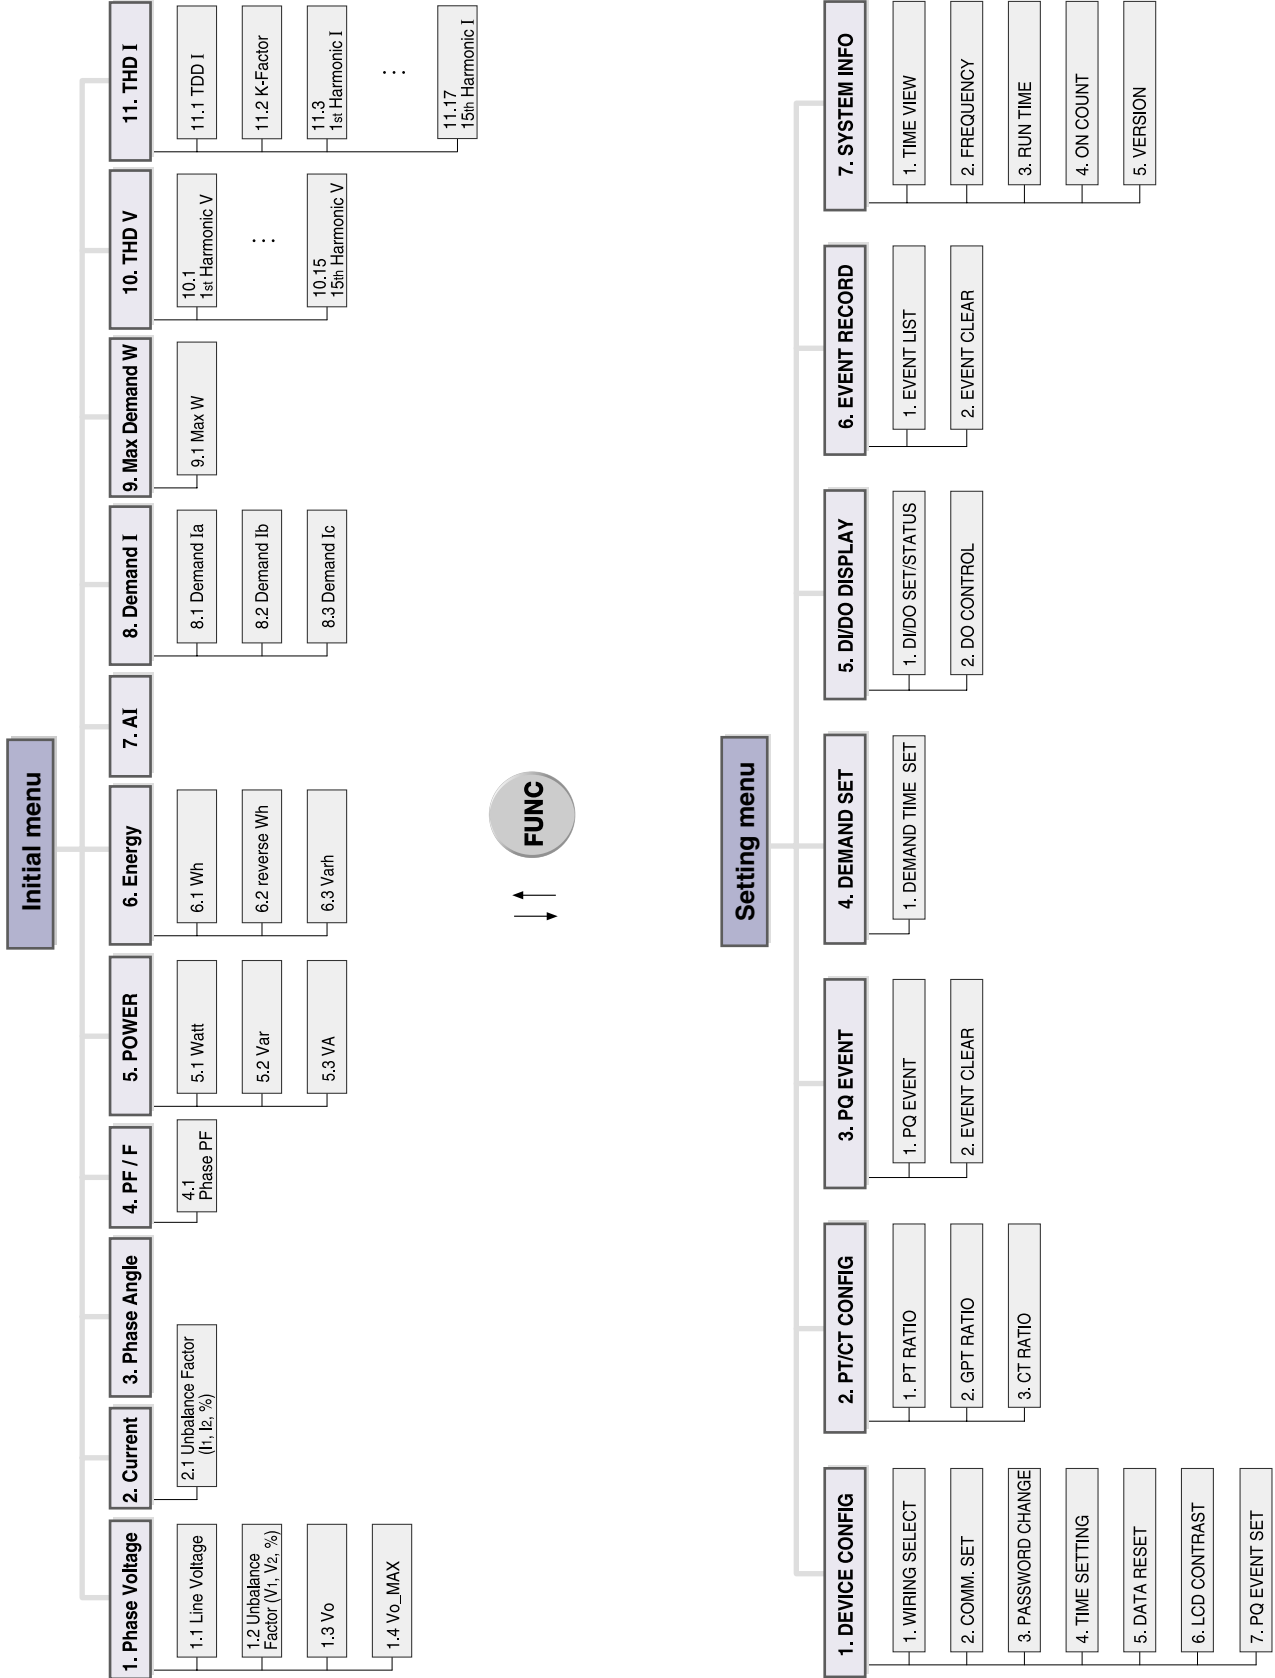 Initial menu
1. Phase Voltage
1.1 Line Voltage
1.2 Unbalance
Factor (V1, V2, %)
1.3 Vo
1.4 Vo_MAX
2. Current
2.1 Unbalance Factor
(I1, I2, %)
3. Phase Angle
4. PF / F
4.1
Phase PF
5. POWER
5.1 Watt
5.2 Var
5.3 VA
6. Energy
6.1 Wh
6.2 reverse Wh
6.3 Varh
7. AI
8. Demand I
8.1 Demand Ia
8.2 Demand Ib
8.3 Demand Ic
9. Max Demand W
9.1 Max W
10. THD V
10.1
1st Harmonic V
⋮
10.15
15th Harmonic V
11. THD I
11.1 TDD I
11.2 K-Factor
11.3
1st Harmonic I
⋮
11.17
15th Harmonic I
FUNC
Setting menu
1. DEVICE CONFIG
1. WIRING SELECT
2. COMM. SET
3. PASSWORD CHANGE
4. TIME SETTING
5. DATA RESET
6. LCD CONTRAST
7. PQ EVENT SET
2. PT/CT CONFIG
1. PT RATIO
2. GPT RATIO
3. CT RATIO
3. PQ EVENT
1. PQ EVENT
2. EVENT CLEAR
4. DEMAND SET
1. DEMAND TIME SET
5. DI/DO DISPLAY
1. DI/DO SET/STATUS
2. DO CONTROL
6. EVENT RECORD
1. EVENT LIST
2. EVENT CLEAR
7. SYSTEM INFO
1. TIME VIEW
2. FREQUENCY
3. RUN TIME
4. ON COUNT
5. VERSION